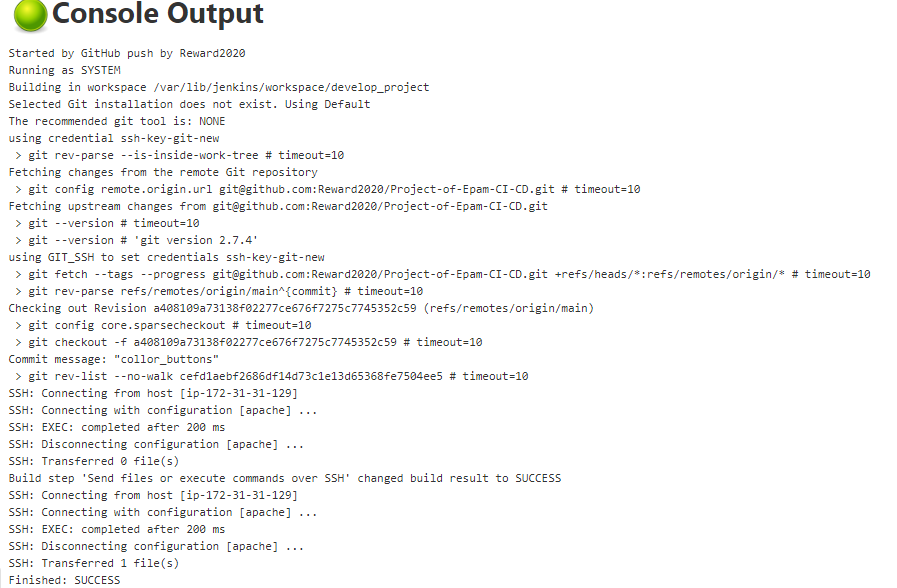 Console Output
Started by GitHub push by Reward2020
Running as SYSTEM
Building in workspace /var/lib/jenkins/workspace/develop_project
Selected Git installation does not exist. Using Default
The recommended git tool is: NONE
using credential ssh-key-git-new
> git rev-parse --is-inside-work-tree # timeout=10
Fetching changes from the remote Git repository
> git config remote.origin.url git@github.com:Reward2020/Project-of-Epam-CI-CD.git # timeout=10
Fetching upstream changes from git@github.com:Reward2020/Project-of-Epam-CI-CD.git
> git --version # timeout=10
> git --version # 'git version 2.7.4'
using GIT_SSH to set credentials ssh-key-git-new
> git fetch --tags --progress git@github.com:Reward2020/Project-of-Epam-CI-CD.git +refs/heads/*:refs/remotes/origin/* # timeout=10
> git rev-parse refs/remotes/origin/main^{commit} # timeout=10
Checking out Revision a408109a73138f02277ce676f7275c7745352c59 (refs/remotes/origin/main)
> git config core.sparsecheckout # timeout=10
> git checkout -f a408109a73138f02277ce676f7275c7745352c59 # timeout=10
Commit message: "collor_buttons"
> git rev-list --no-walk cefd1aebf2686df14d73c1e13d65368fe7504ee5 # timeout=10
SSH: Connecting from host [ip-172-31-31-129]
SSH: Connecting with configuration [apache] ...
SSH: EXEC: completed after 200 ms
SSH: Disconnecting configuration [apache] ...
SSH: Transferred 0 file(s)
Build step 'Send files or execute commands over SSH' changed build result to SUCCESS
SSH: Connecting from host [ip-172-31-31-129]
SSH: Connecting with configuration [apache] ...
SSH: EXEC: completed after 200 ms
SSH: Disconnecting configuration [apache] ...
SSH: Transferred 1 file(s)
Finished: SUCCESS